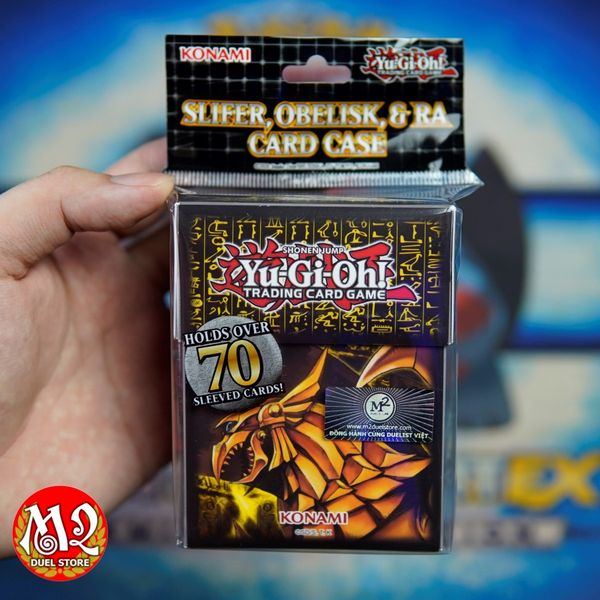 KONAMI
Yu-Gi-Oh!
TRADING CARD GAME
SLIFER, OBELISK, & RA
CARD CASE
SHONEN JUMP
Yu-Gi-Oh!
TRADING CARD GAME
HOLDS OVER
70
SLEEVED CARDS!
M2
www.m2duelstore.com
ĐỒNG HÀNH CÙNG DUELIST VIỆT
KONAMI
M2
DUEL STORE
EX